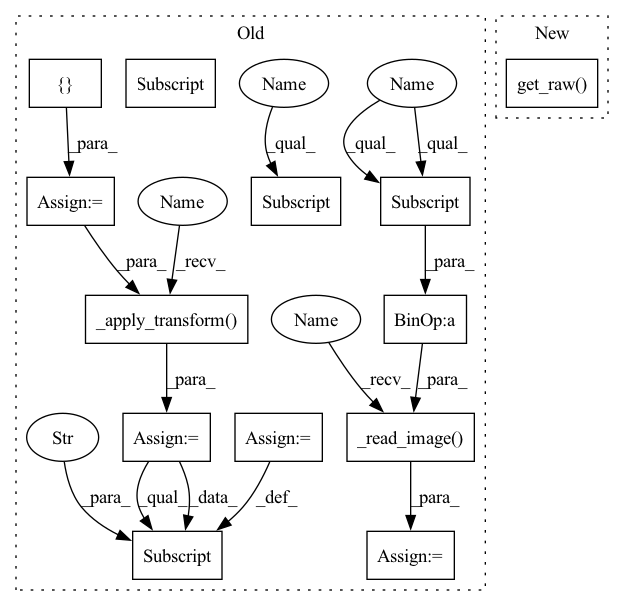 Old
New
{}
Subscript
Name
Name
get_raw()
_para_
_qual_
_qual_
_qual_
Assign:=
Name
Subscript
Subscript
_para_
_recv_
_para_
_apply_transform()
Name
BinOp:a
_para_
_recv_
_para_
Str
Assign:=
Assign:=
_read_image()
_para_
_qual_
_data_
_def_
_para_
Subscript
Assign:=